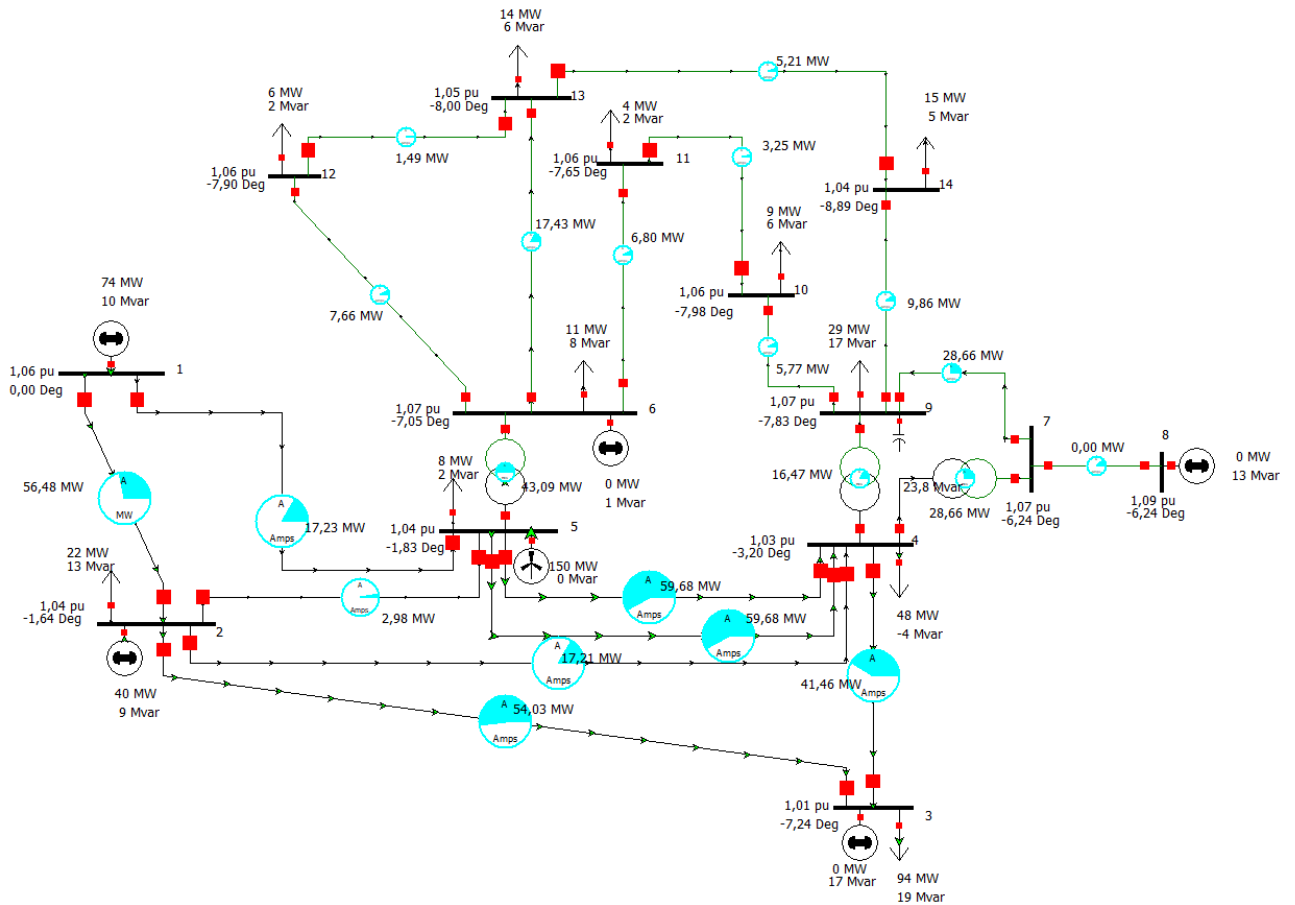 14 MW
6 Mvar
5,21 MW
1,05 pu
-8,00 Deg
13
6 MW
2 Mvar
4 MW
2 Mvar
15 MW
5 Mvar
1,49 MW
3,25 MW
1,06 pu
-7,90 Deg
12
1,06 pu
-7,65 Deg
11
1,04 pu
-8,89 Deg
14
17,43 MW
6,80 MW
9 MW
6 Mvar
74 MW
10 Mvar
1,06 pu
-7,98 Deg
10
9,86 MW
7,66 MW
11 MW
8 Mvar
29 MW
17 Mvar
28,66 MW
5,77 MW
1,06 pu
0,00 Deg
1
1,07 pu
-7,05 Deg
6
1,07 pu
-7,83 Deg
9
7
0,00 MW
8
0 MW
13 Mvar
8 MW
2 Mvar
43,09 MW
0 MW
1 Mvar
16,47 MW
23,8 Mvar
28,66 MW
1,07 pu
-6,24 Deg
1,09 pu
-6,24 Deg
56,48 MW
A
MW
A
17,23 MW
Amps
1,04 pu
-1,83 Deg
5
1,03 pu
-3,20 Deg
4
22 MW
13 Mvar
150 MW
0 Mvar
A
Amps
2,98 MW
A
59,68 MW
Amps
A
59,68 MW
Amps
48 MW
-4 Mvar
1,04 pu
-1,64 Deg
2
A
17,21 MW
Amps
A
41,46 MW
Amps
40 MW
9 Mvar
A
54,03 MW
Amps
1,01 pu
-7,24 Deg
3
0 MW
17 Mvar
94 MW
19 Mvar